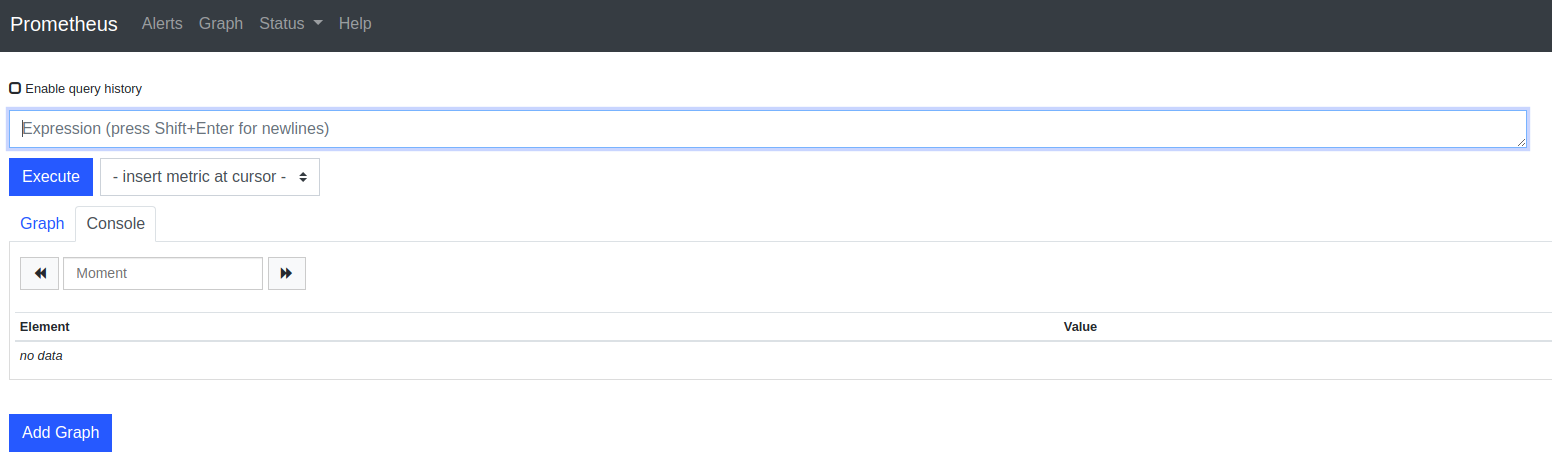 Prometheus Alerts Graph Status Help
Enable query history
Expression (press Shift+Enter for newlines)
Execute - insert metric at cursor -
Graph Console
Moment
Element Value
no data
Add Graph